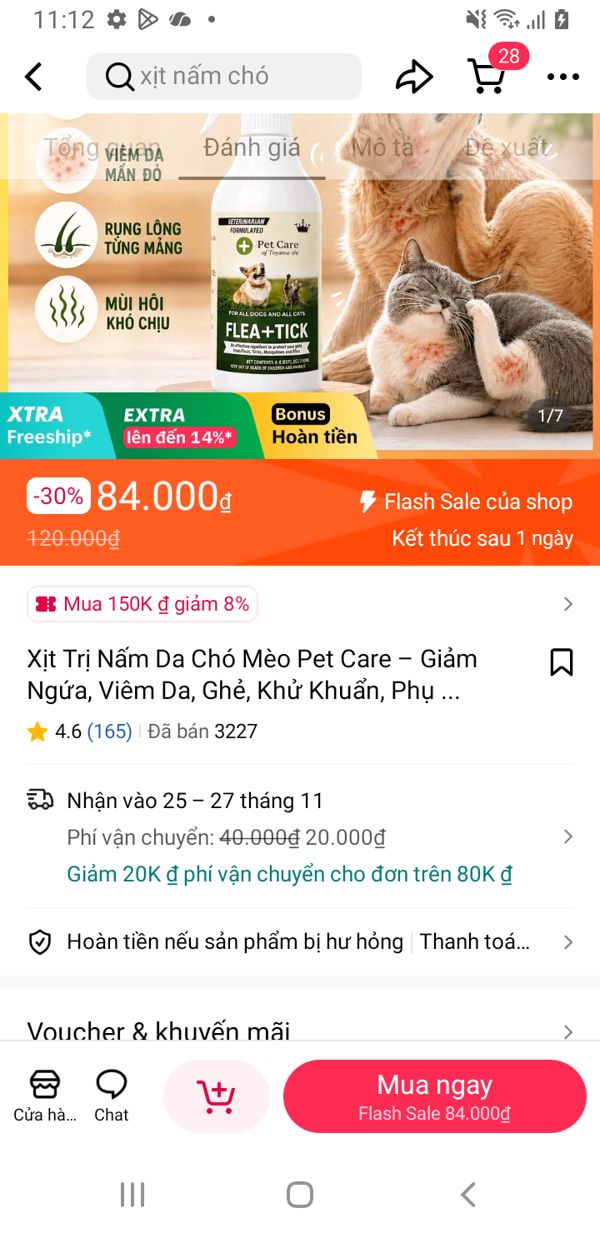 11:12
xịt nấm chó
28
Tổng quan
Đánh giá
Mô tả
Đề xuất
VIÊM DA
MẨN ĐỎ
RỤNG LÔNG
TỪNG MẢNG
MÙI HÔI
KHÓ CHỊU
VETERINARIAN
FORMULATED
Pet Care
of Toyama-shi
FOR ALL DOGS AND ALL CATS
FLEA+TICK
XTRA
Freeship*
EXTRA
lên đến 14%*
Bonus
Hoàn tiền
1/7
-30% 84.000₫
120.000₫
Flash Sale của shop
Kết thúc sau 1 ngày
Mua 150K ₫ giảm 8%
Xịt Trị Nấm Da Chó Mèo Pet Care – Giảm
Ngứa, Viêm Da, Ghẻ, Khử Khuẩn, Phụ ...
4.6 (165) Đã bán 3227
Nhận vào 25 – 27 tháng 11
Phí vận chuyển: 40.000₫ 20.000₫
Giảm 20K ₫ phí vận chuyển cho đơn trên 80K ₫
Hoàn tiền nếu sản phẩm bị hư hỏng Thanh toá...
Voucher & khuyến mãi
Cửa hà...
Chat
Mua ngay
Flash Sale 84.000₫